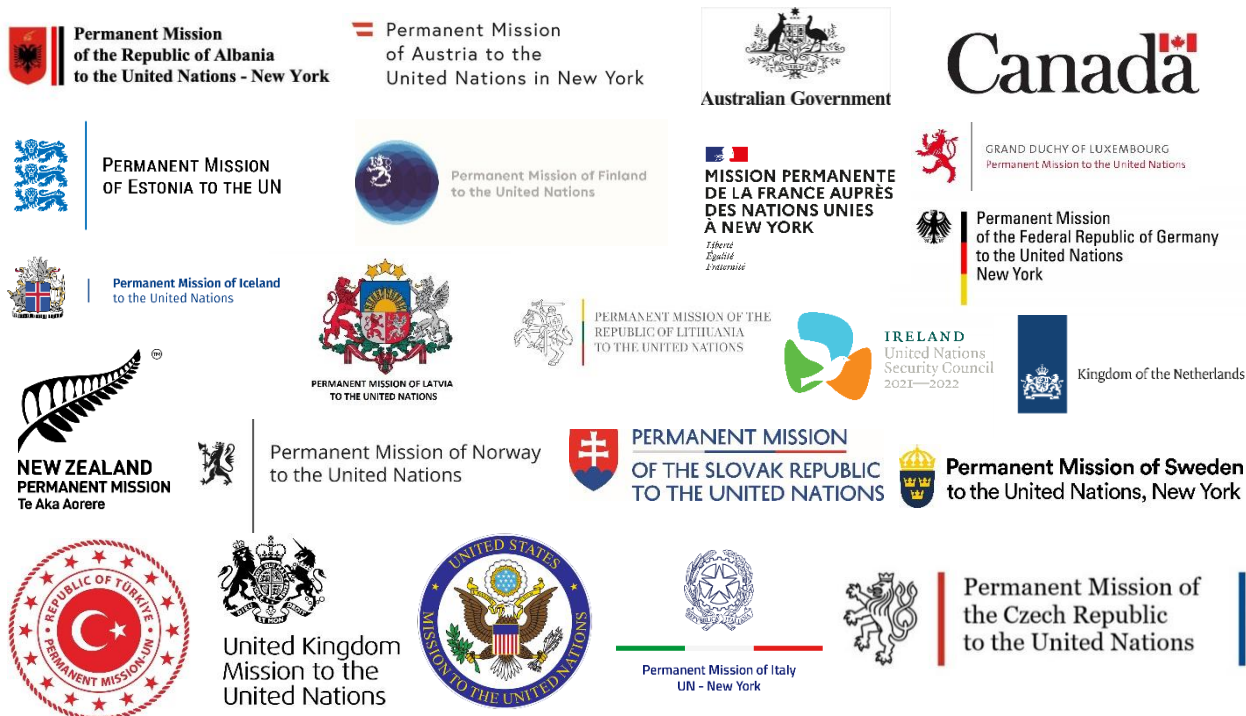 Permanent Mission
of the Republic of Albania
to the United Nations - New York
Permanent Mission
of Austria to the
United Nations in New York
Australian Government
Canada
PERMANENT MISSION
OF ESTONIA TO THE UN
Permanent Mission of Finland
to the United Nations
MISSION PERMANENTE
DE LA FRANCE AUPRÈS
DES NATIONS UNIES
À NEW YORK
Liberté
Égalité
Fraternité
GRAND DUCHY OF LUXEMBOURG
Permanent Mission to the United Nations
Permanent Mission
of the Federal Republic of Germany
to the United Nations
New York
Permanent Mission of Iceland
to the United Nations
PERMANENT MISSION OF LATVIA
TO THE UNITED NATIONS
PERMANENT MISSION OF THE
REPUBLIC OF LITHUANIA
TO THE UNITED NATIONS
IRELAND
United Nations
Security Council
2021—2022
Kingdom of the Netherlands
TM
NEW ZEALAND
PERMANENT MISSION
Te Aka Aorere
Permanent Mission of Norway
to the United Nations
PERMANENT MISSION
OF THE SLOVAK REPUBLIC
TO THE UNITED NATIONS
Permanent Mission of Sweden
to the United Nations, New York
REPUBLIC OF TÜRKİYE
PERMANENT MISSION-UN
DIEU ET MON DROIT
United Kingdom
Mission to the
United Nations
UNITED STATES
MISSION TO THE UNITED NATIONS
REPVBBLICA ITALIANA
Permanent Mission of Italy
UN - New York
Permanent Mission of
the Czech Republic
to the United Nations